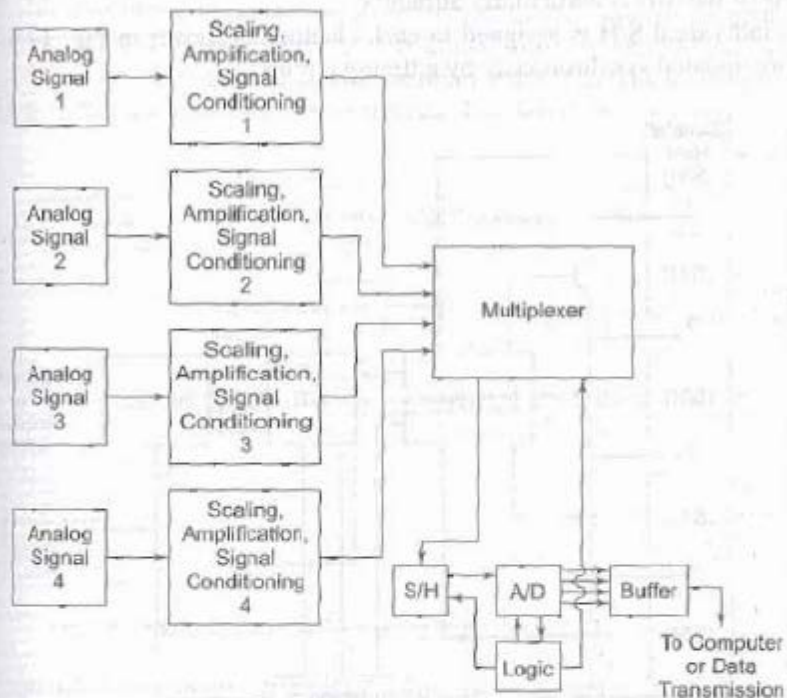 Analog
Signal
1
Scaling,
Amplification,
Signal
Conditioning
1
Analog
Signal
2
Scaling,
Amplification,
Signal
Conditioning
2
Analog
Signal
3
Scaling,
Amplification,
Signal
Conditioning
3
Analog
Signal
4
Scaling,
Amplification,
Signal
Conditioning
4
Multiplexer
S/H
A/D
Buffer
Logic
To Computer
or Data
Transmission